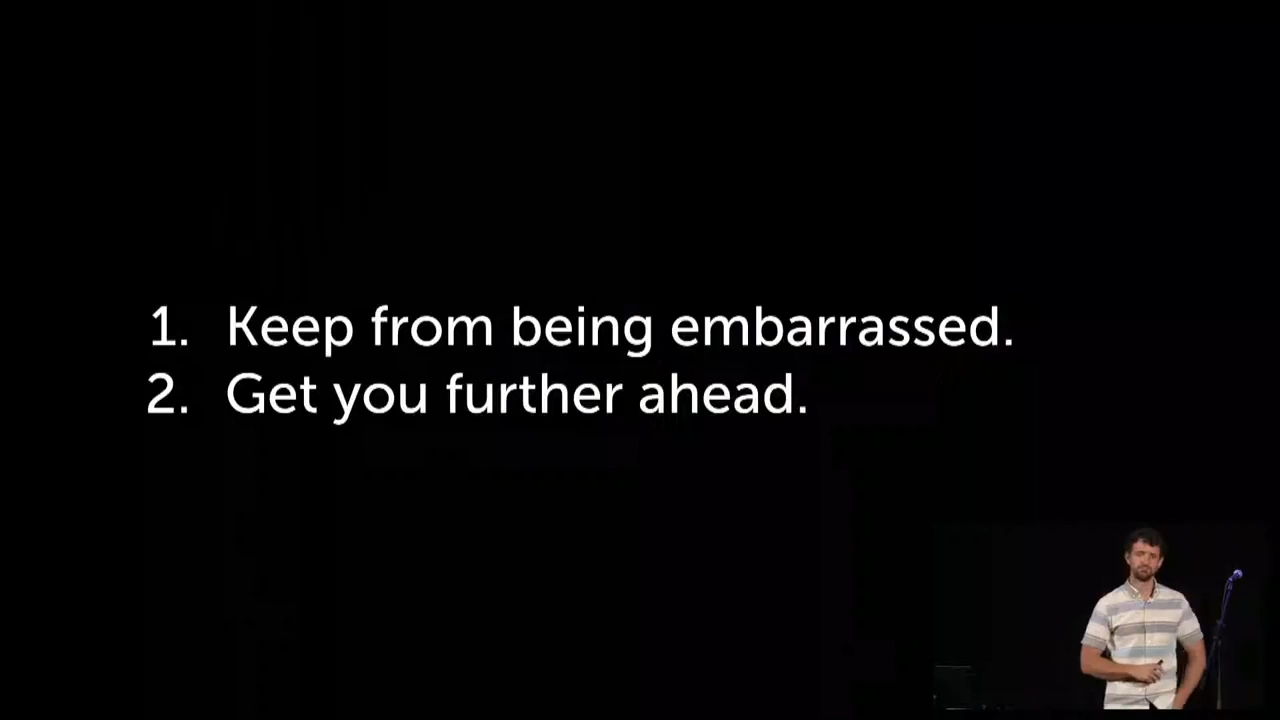 1. Keep from being embarrassed.
2. Get you further ahead.